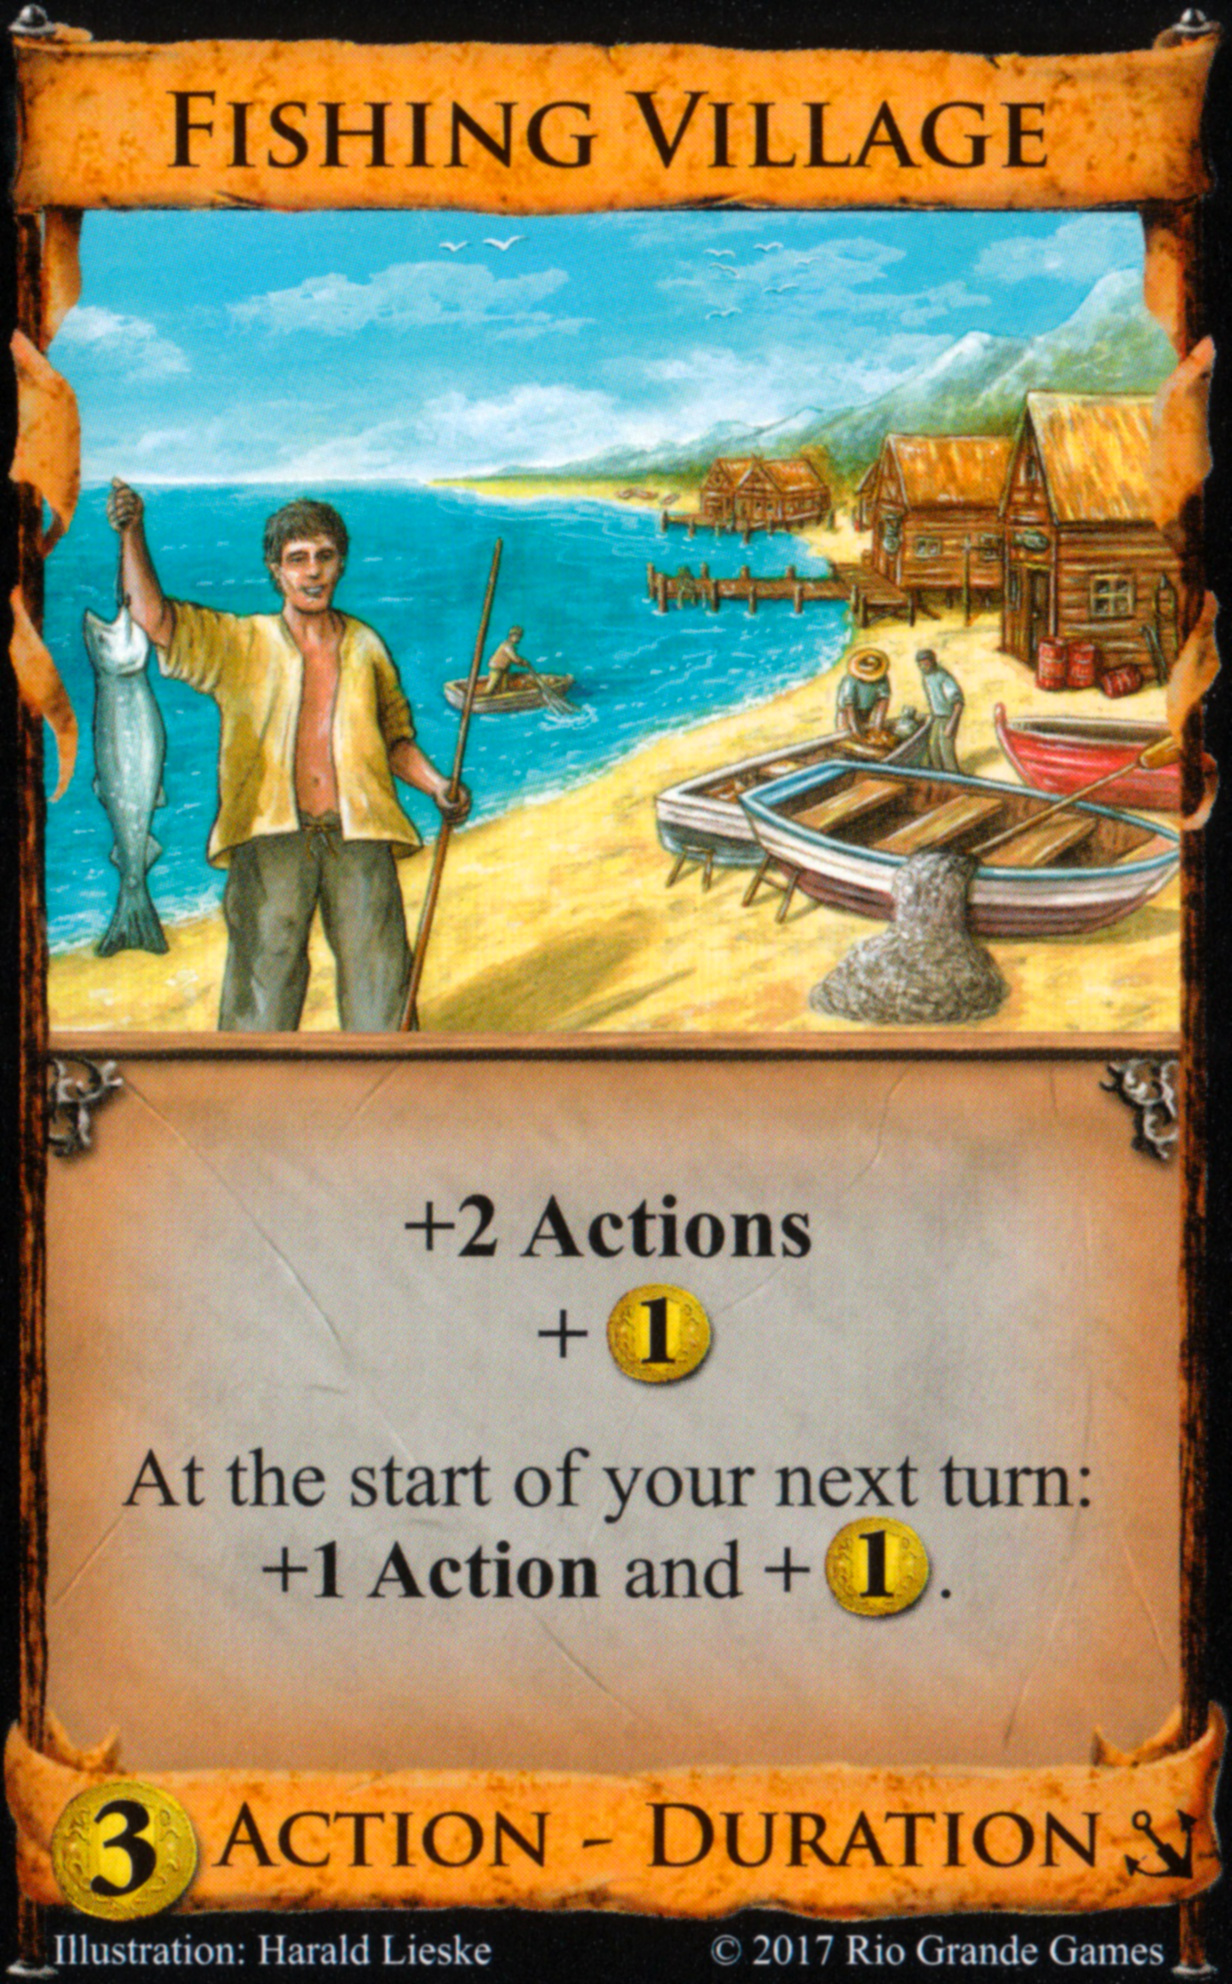 FISHING VILLAGE
+2 Actions
+ 1
At the start of your next turn:
+1 Action and + 1.
3 ACTION - DURATION
Illustration: Harald Lieske © 2017 Rio Grande Games